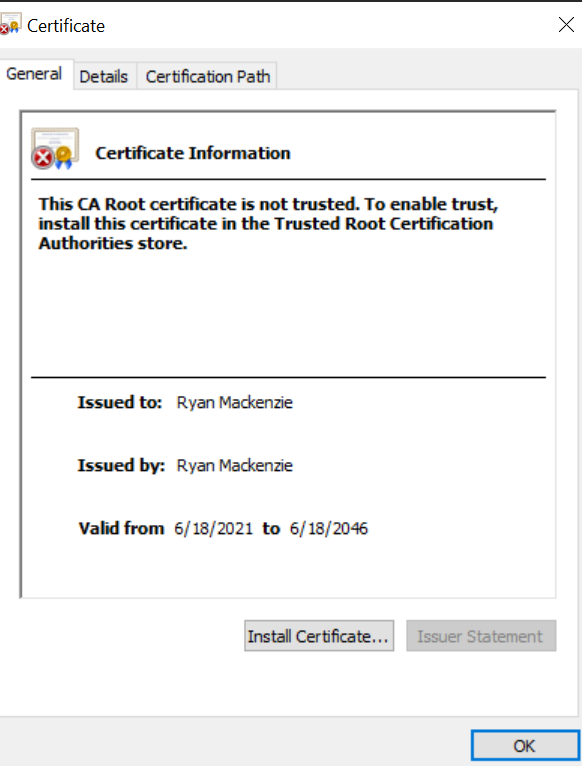 Certificate
General Details Certification Path
Certificate Information
This CA Root certificate is not trusted. To enable trust,
install this certificate in the Trusted Root Certification
Authorities store.
Issued to: Ryan Mackenzie
Issued by: Ryan Mackenzie
Valid from 6/18/2021 to 6/18/2046
Install Certificate... Issuer Statement
OK